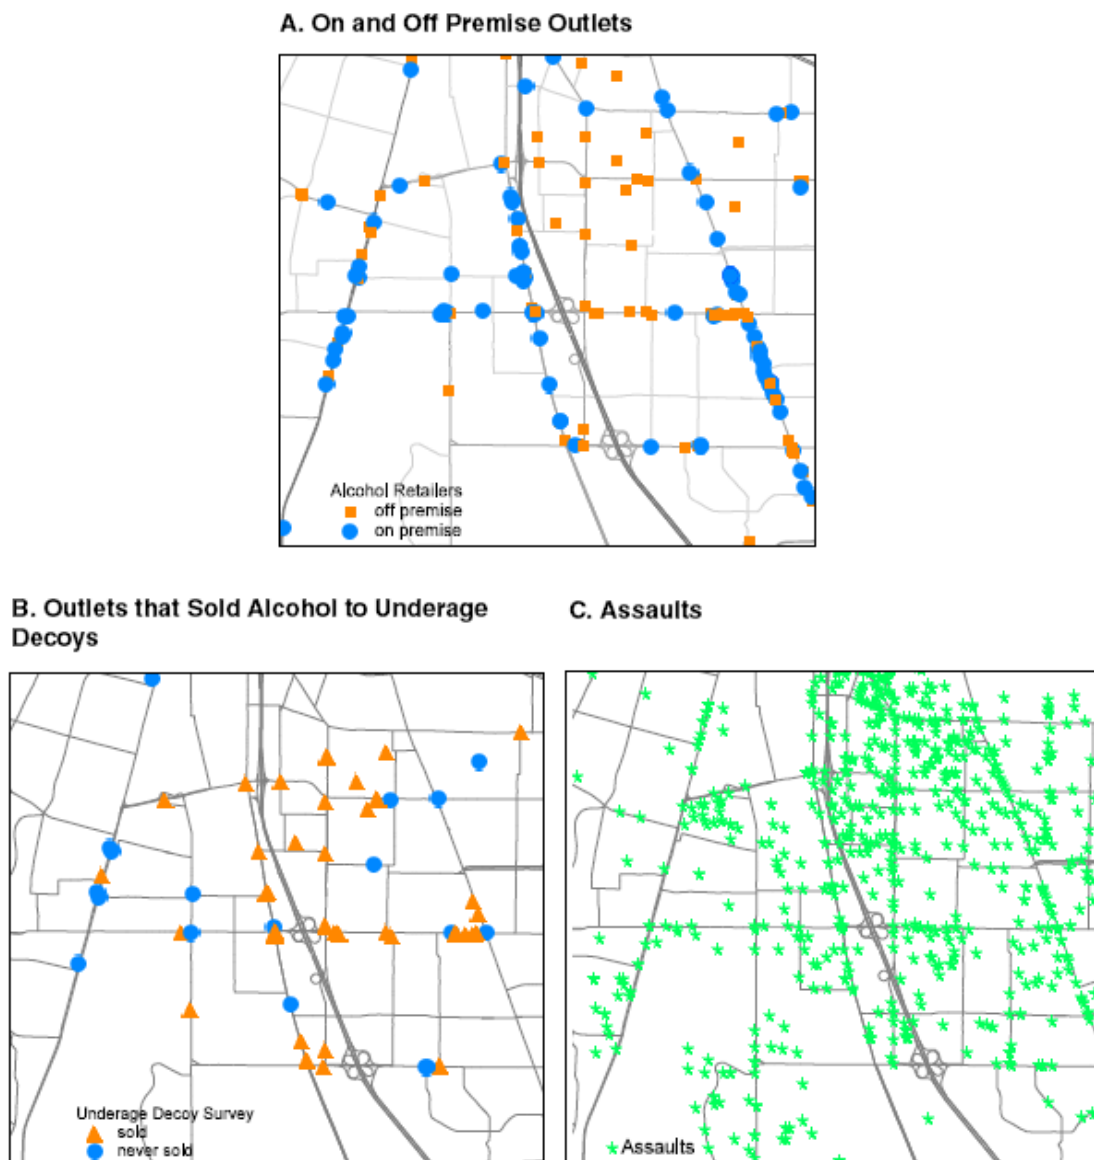 A. On and Off Premise Outlets
Alcohol Retailers
off premise
on premise
B. Outlets that Sold Alcohol to Underage
Decoys
C. Assaults
Underage Decoy Survey
sold
never sold
Assaults